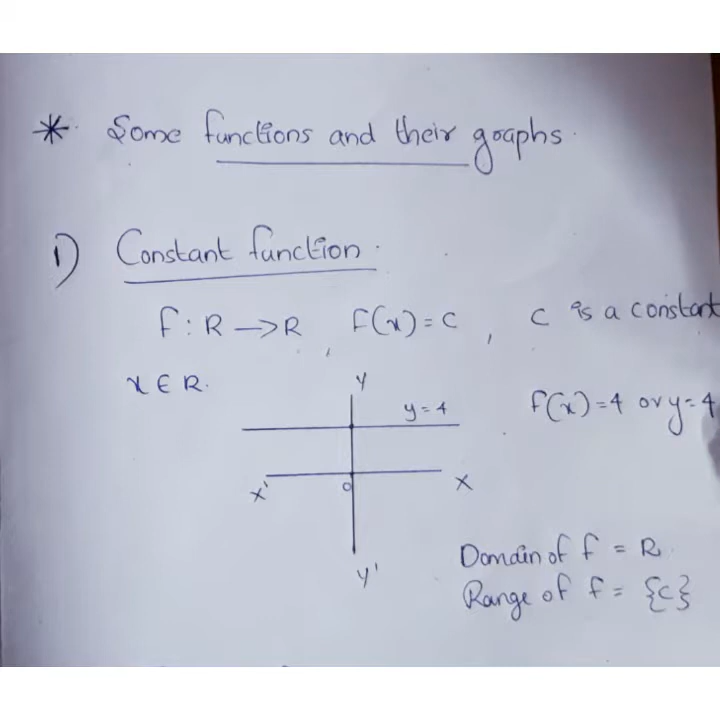 * Some functions and their graphs.
1) Constant function.
f : R → R, f(x) = C, C is a constant
x ∈ R.
f(x) = 4 or y = 4
Y
y = 4
X' O X
Y'
Domain of f = R
Range of f = {C}